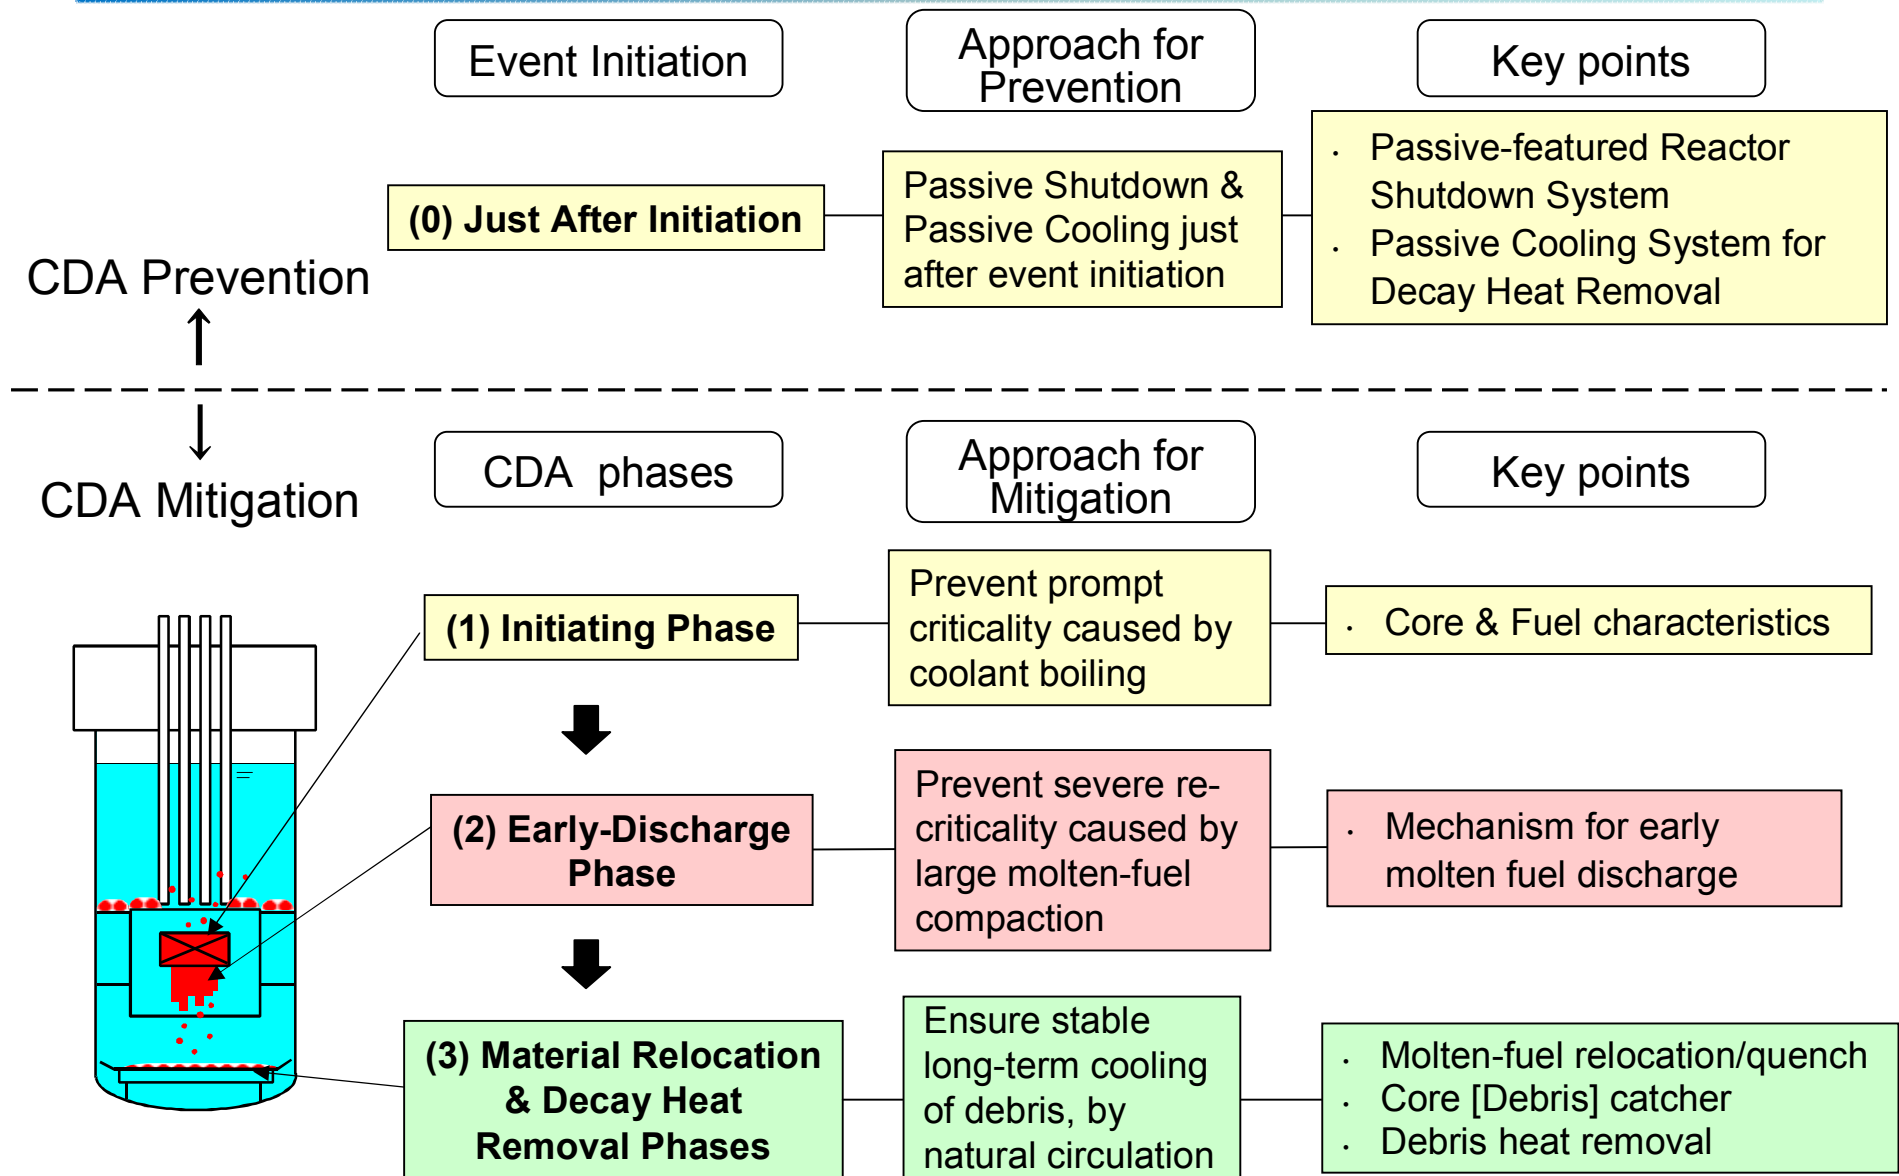 Event Initiation
Approach for
Prevention
Key points
(0) Just After Initiation
Passive Shutdown &
Passive Cooling just
after event initiation
· Passive-featured Reactor
Shutdown System
· Passive Cooling System for
Decay Heat Removal
CDA Prevention
CDA Mitigation
CDA phases
Approach for
Mitigation
Key points
(1) Initiating Phase
Prevent prompt
criticality caused by
coolant boiling
· Core & Fuel characteristics
(2) Early-Discharge
Phase
Prevent severe re-
criticality caused by
large molten-fuel
compaction
· Mechanism for early
molten fuel discharge
(3) Material Relocation
& Decay Heat
Removal Phases
Ensure stable
long-term cooling
of debris, by
natural circulation
· Molten-fuel relocation/quench
· Core [Debris] catcher
· Debris heat removal